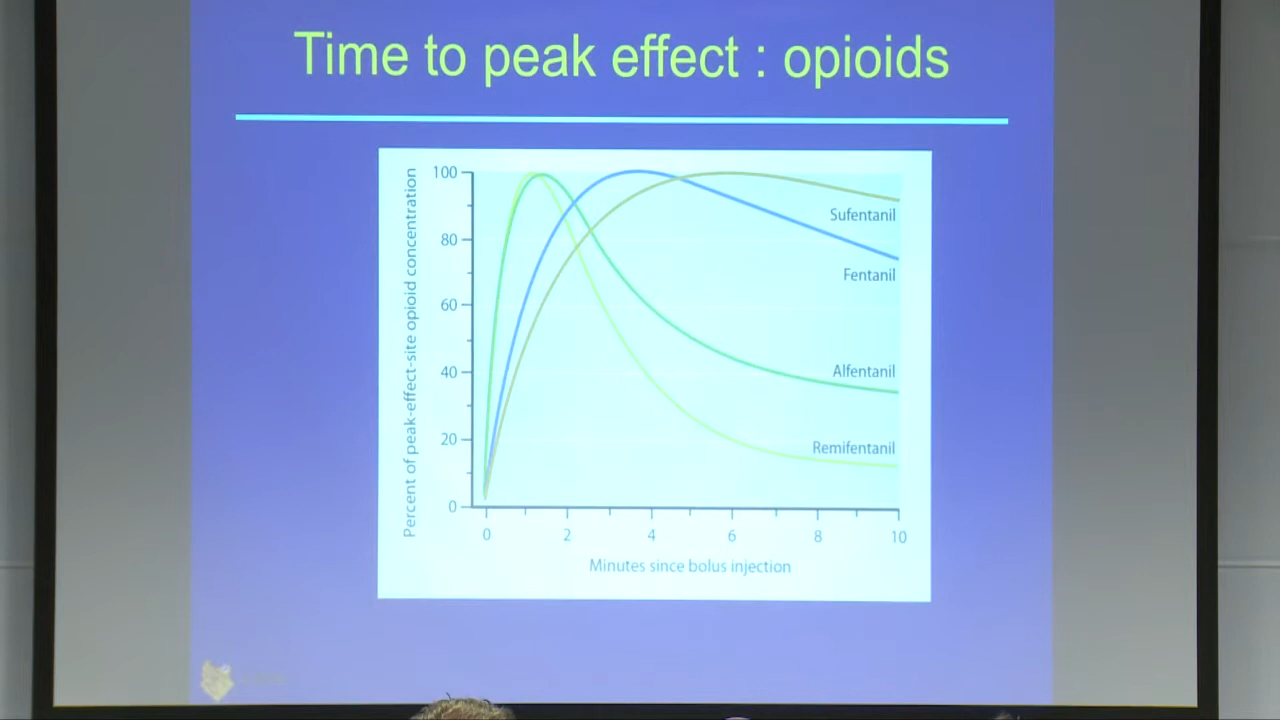 Time to peak effect : opioids
Percent of peak-effect-site opioid concentration
100
80
60
40
20
0
Sufentanil
Fentanil
Alfentanil
Remifentanil
0 2 4 6 8 10
Minutes since bolus injection